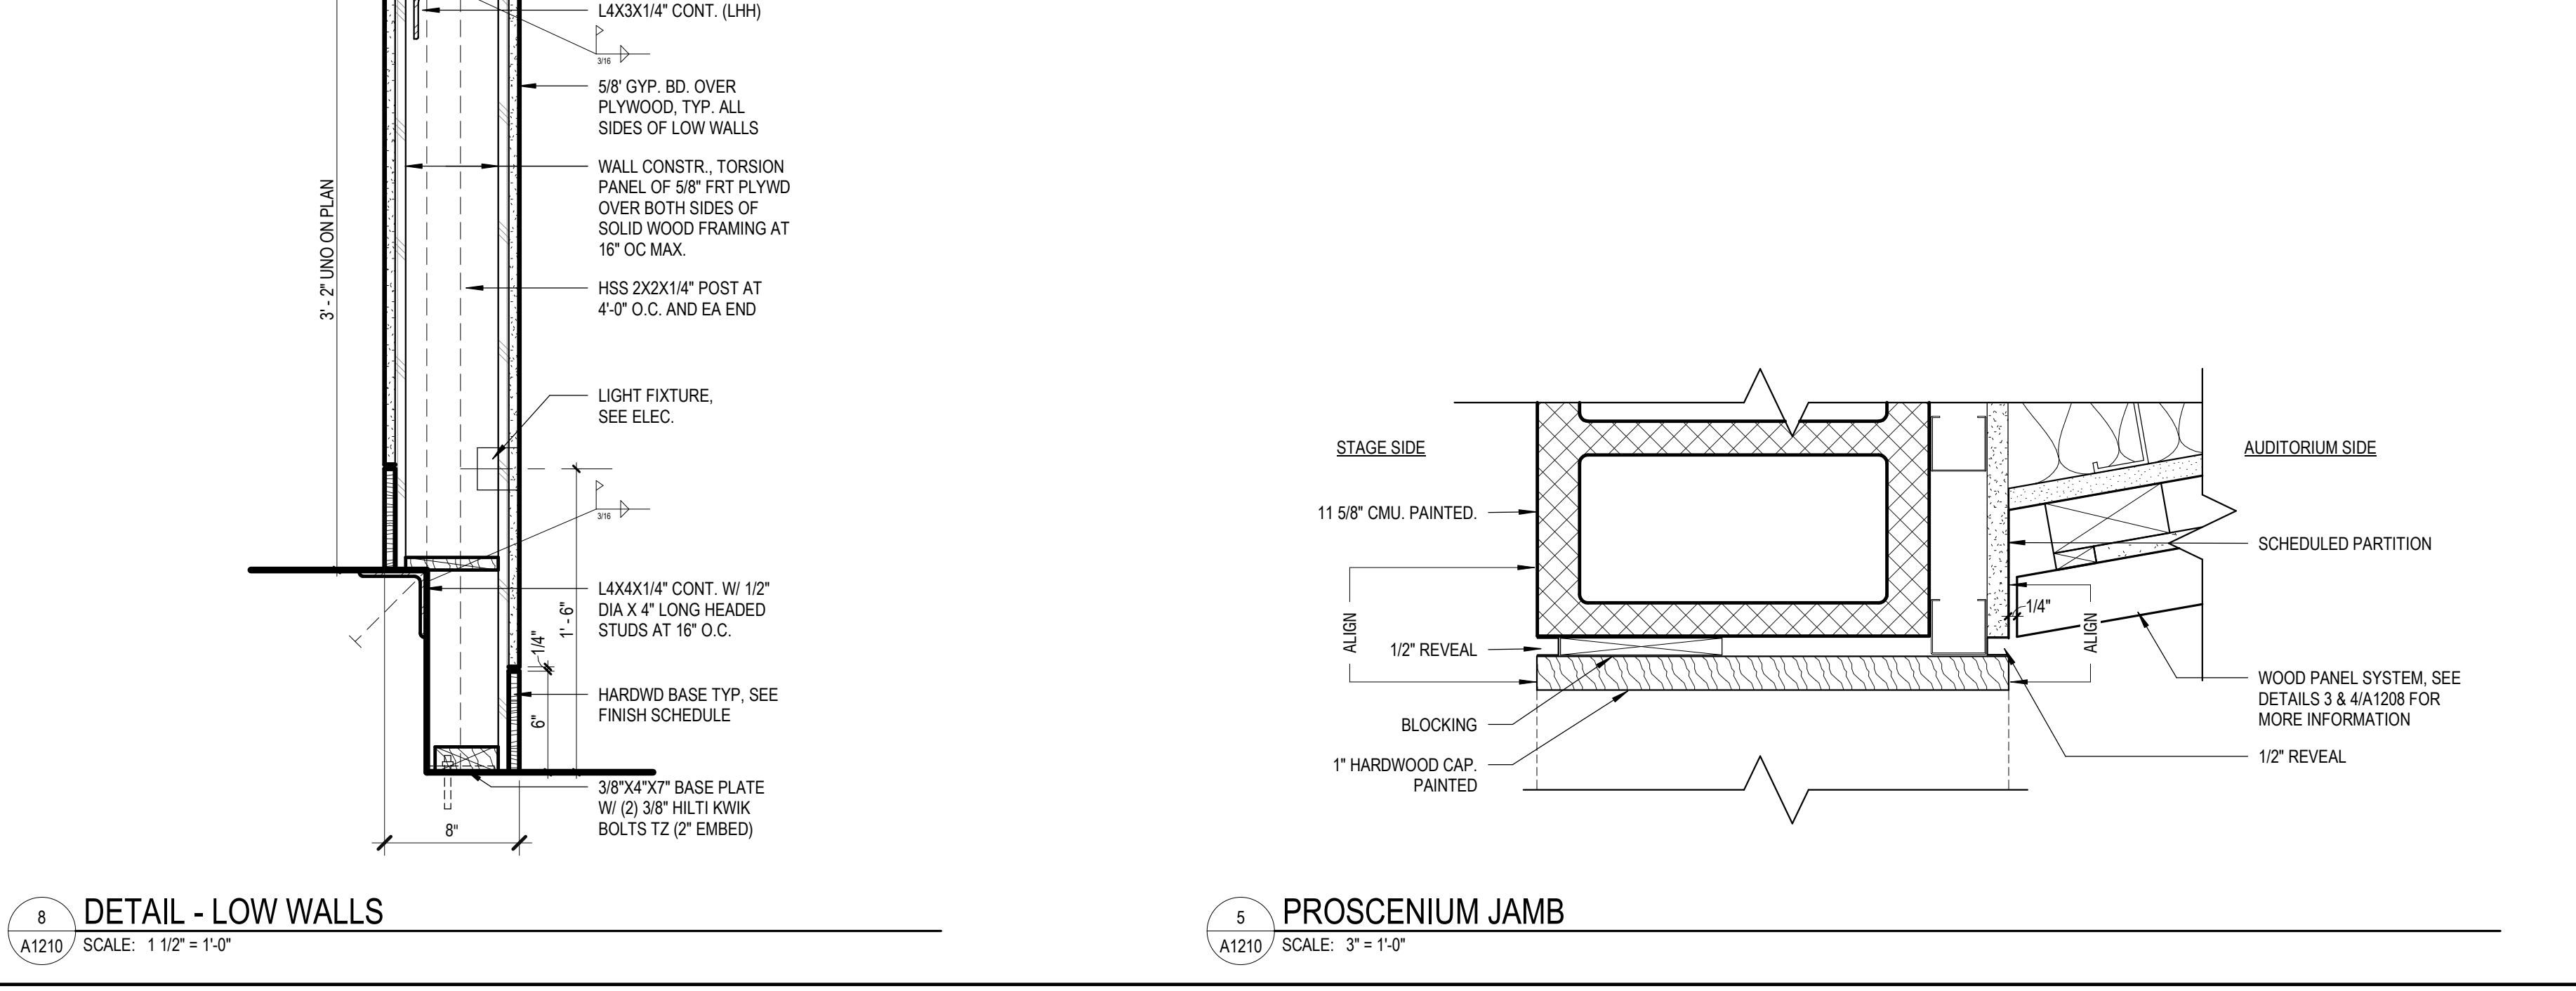 L4X3X1/4" CONT. (LHH)
3/16
5/8' GYP. BD. OVER
PLYWOOD, TYP. ALL
SIDES OF LOW WALLS
WALL CONSTR., TORSION
PANEL OF 5/8" FRT PLYWD
OVER BOTH SIDES OF
SOLID WOOD FRAMING AT
16" OC MAX.
3' - 2" UNO ON PLAN
HSS 2X2X1/4" POST AT
4'-0" O.C. AND EA END
LIGHT FIXTURE,
SEE ELEC.
3/16
L4X4X1/4" CONT. W/ 1/2"
DIA X 4" LONG HEADED
STUDS AT 16" O.C.
1' - 6"
1/4"
6"
HARDWD BASE TYP, SEE
FINISH SCHEDULE
3/8"X4"X7" BASE PLATE
W/ (2) 3/8" HILTI KWIK
BOLTS TZ (2" EMBED)
8"
8
A1210
DETAIL - LOW WALLS
SCALE: 1 1/2" = 1'-0"
STAGE SIDE
AUDITORIUM SIDE
11 5/8" CMU. PAINTED.
SCHEDULED PARTITION
ALIGN
1/4"
ALIGN
1/2" REVEAL
WOOD PANEL SYSTEM, SEE
DETAILS 3 & 4/A1208 FOR
MORE INFORMATION
BLOCKING
1/2" REVEAL
1" HARDWOOD CAP.
PAINTED
5
A1210
PROSCENIUM JAMB
SCALE: 3" = 1'-0"